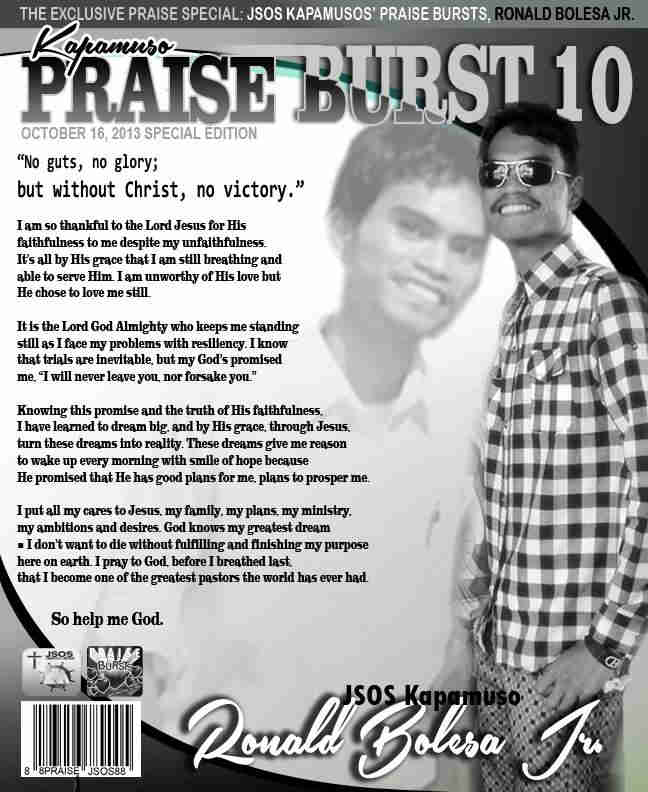 THE EXCLUSIVE PRAISE SPECIAL: JSOS KAPAMUSOS' PRAISE BURSTS, RONALD BOLESA JR.
Kapamuso
PRAISE BURST 10
OCTOBER 16, 2013 SPECIAL EDITION
“No guts, no glory;
but without Christ, no victory.”
I am so thankful to the Lord Jesus for His
faithfulness to me despite my unfaithfulness.
It's all by His grace that I am still breathing and
able to serve Him. I am unworthy of His love but
He chose to love me still.
It is the Lord God Almighty who keeps me standing
still as I face my problems with resiliency. I know
that trials are inevitable, but my God's promised
me, “I will never leave you, nor forsake you.”
Knowing this promise and the truth of His faithfulness,
I have learned to dream big, and by His grace, through Jesus,
turn these dreams into reality. These dreams give me reason
to wake up every morning with smile of hope because
He promised that He has good plans for me, plans to prosper me.
I put all my cares to Jesus, my family, my plans, my ministry,
my ambitions and desires. God knows my greatest dream
▪ I don't want to die without fulfilling and finishing my purpose
here on earth. I pray to God, before I breathed last,
that I become one of the greatest pastors the world has ever had.
So help me God.
JSOS
PRAISE
BURST
8 8PRAISE JSOS88
JSOS Kapamuso
Ronald Bolesa Jr.